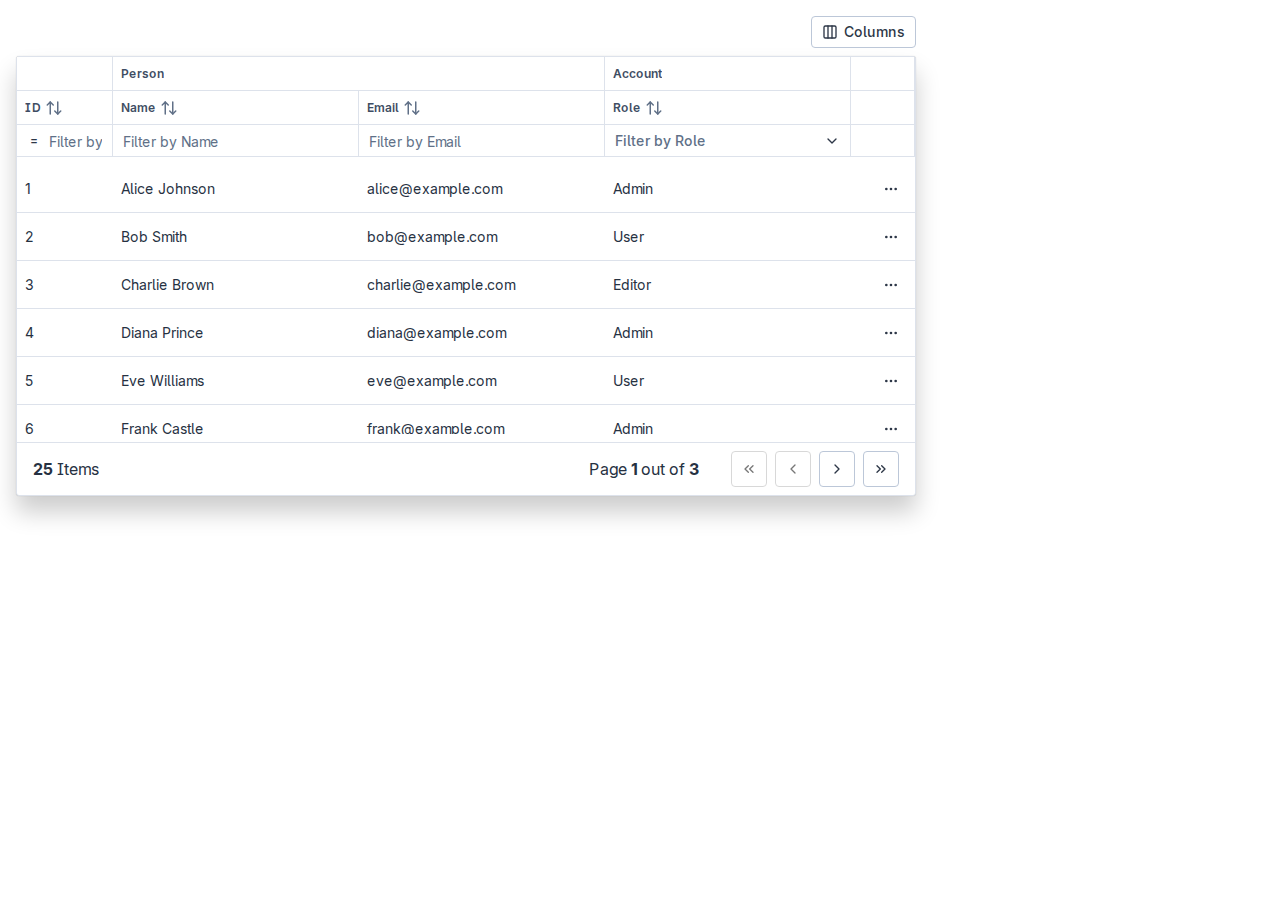 Columns
Person Account
ID Name Email Role
= Filter by Filter by Name Filter by Email Filter by Role
1 Alice Johnson alice@example.com Admin
2 Bob Smith bob@example.com User
3 Charlie Brown charlie@example.com Editor
4 Diana Prince diana@example.com Admin
5 Eve Williams eve@example.com User
6 Frank Castle frank@example.com Admin
25 Items Page 1 out of 3